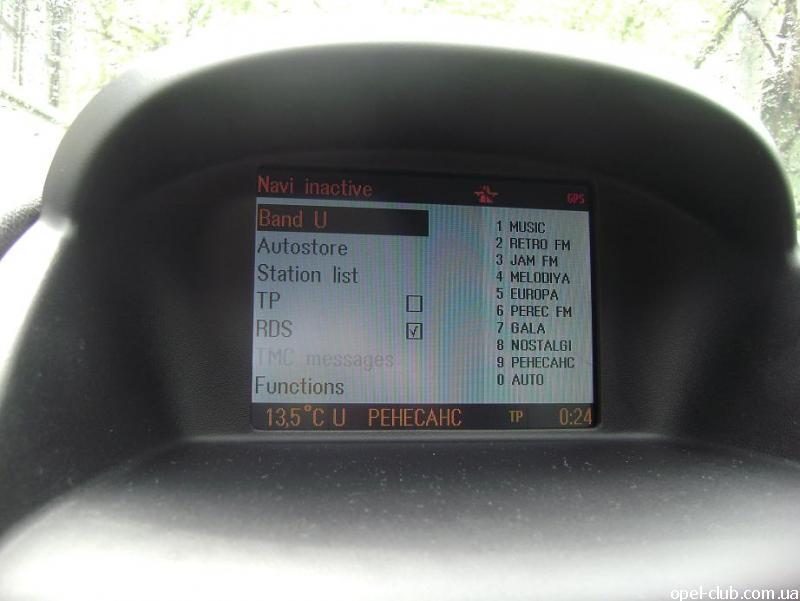 Navi inactive GPS
Band U
Autostore
Station list
TP
RDS
TMC messages
Functions
1 MUSIC
2 RETRO FM
3 JAM FM
4 MELODIYA
5 EUROPA
6 PEREC FM
7 GALA
8 NOSTALGI
9 РЕНЕСАНС
0 AUTO
13,5°C U РЕНЕСАНС TP 0:24
opel-club.com.ua